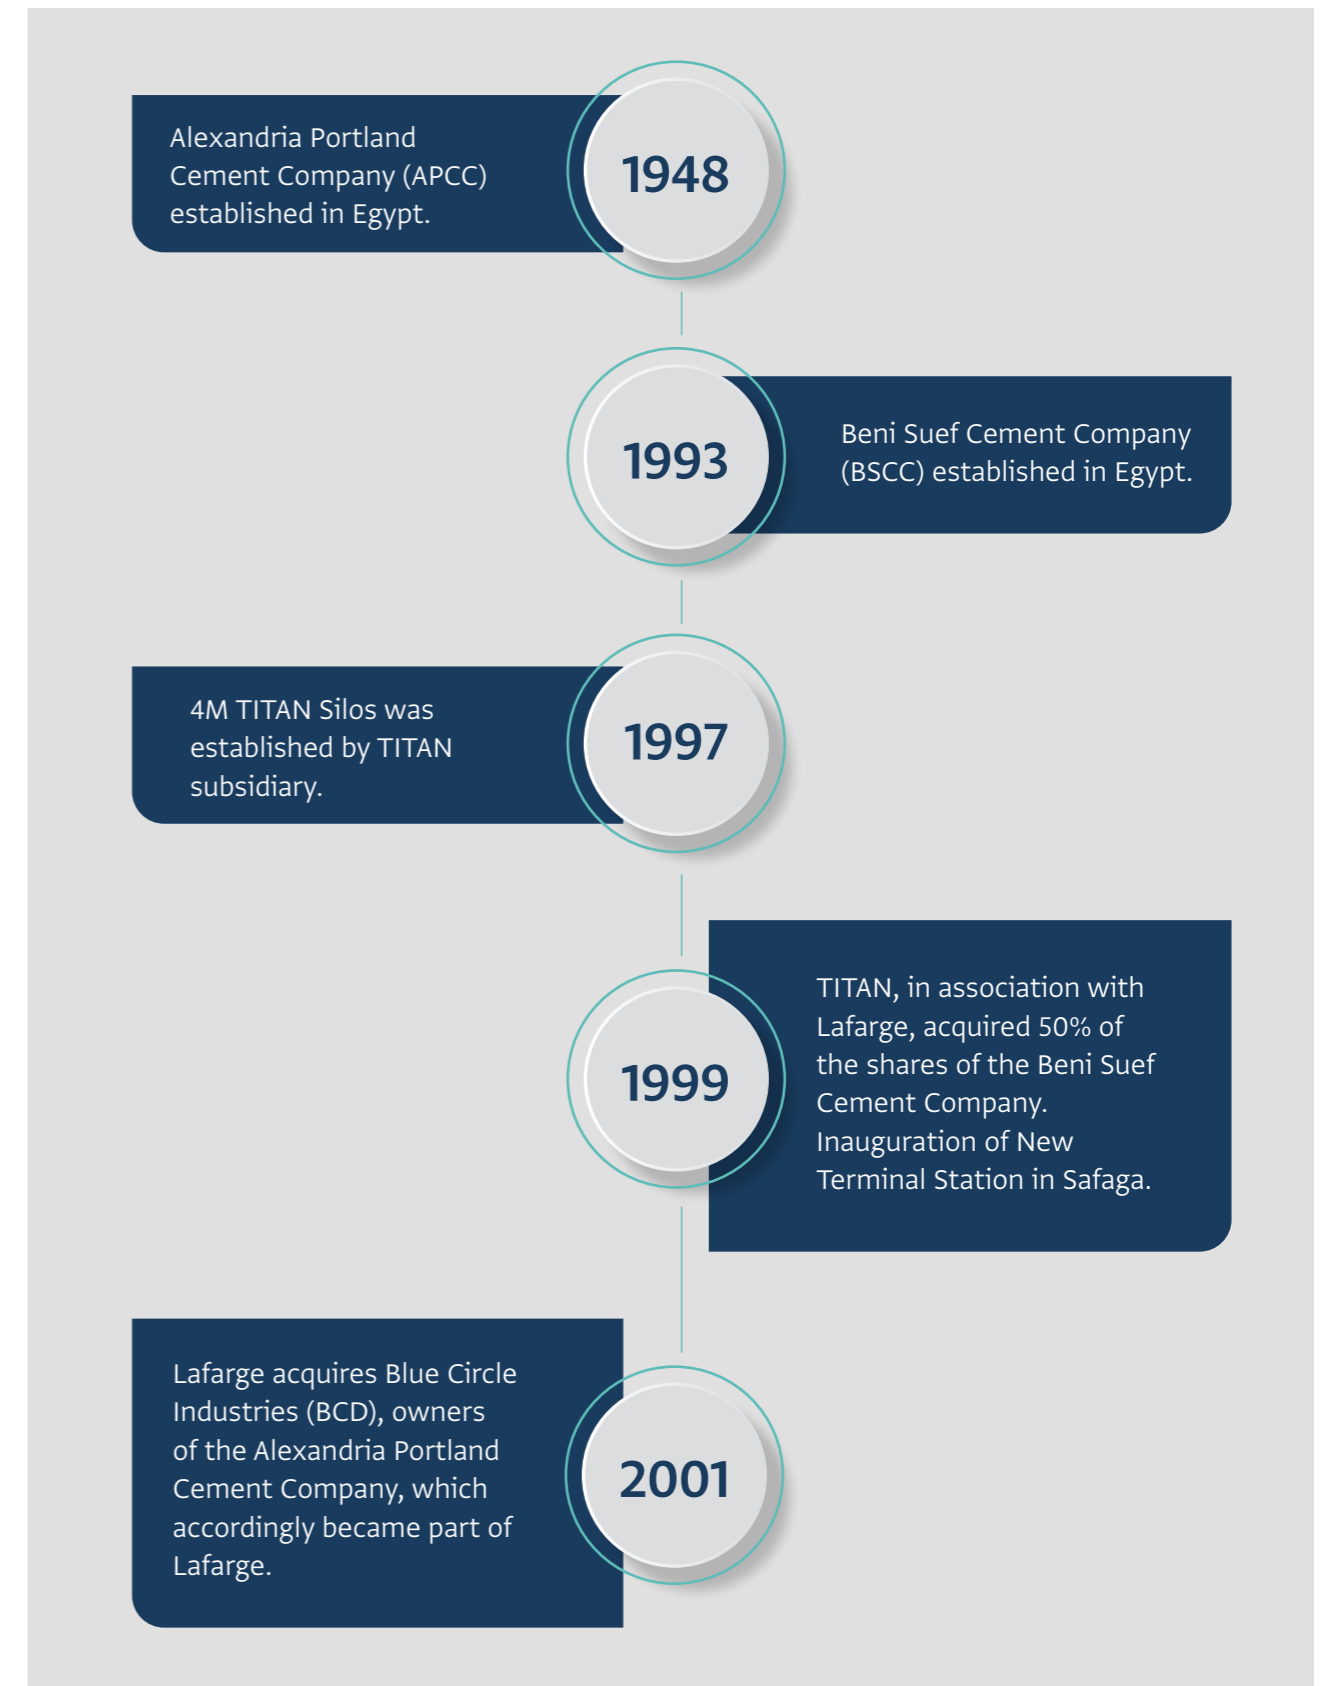 Alexandria Portland
Cement Company (APCC)
established in Egypt.
1948
1993
Beni Suef Cement Company
(BSCC) established in Egypt.
4M TITAN Silos was
established by TITAN
subsidiary.
1997
1999
TITAN, in association with
Lafarge, acquired 50% of
the shares of the Beni Suef
Cement Company.
Inauguration of New
Terminal Station in Safaga.
Lafarge acquires Blue Circle
Industries (BCD), owners
of the Alexandria Portland
Cement Company, which
accordingly became part of
Lafarge.
2001